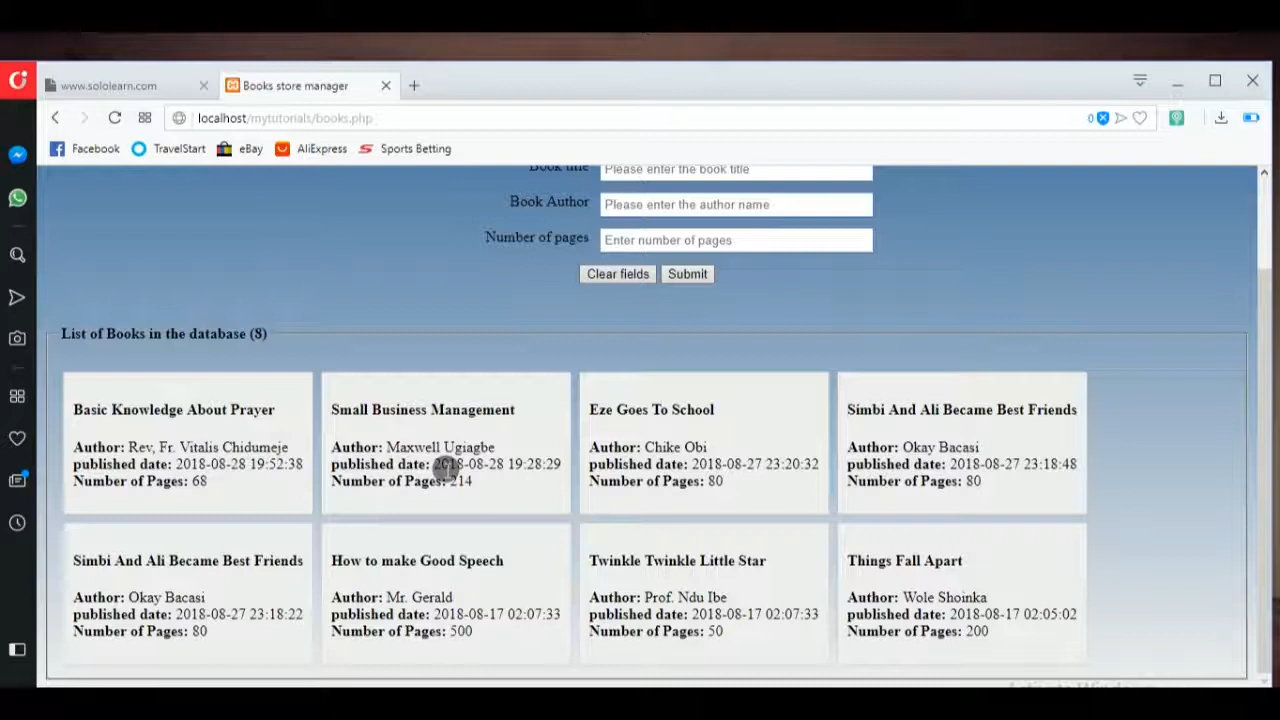 www.sololearn.com
Books store manager
localhost/mytutorials/books.php
0
Facebook
TravelStart
eBay
AliExpress
Sports Betting
Book title
Please enter the book title
Book Author
Please enter the author name
Number of pages
Enter number of pages
Clear fields
Submit
List of Books in the database (8)
Basic Knowledge About Prayer
Author: Rev, Fr. Vitalis Chidumeje
published date: 2018-08-28 19:52:38
Number of Pages: 68
Small Business Management
Author: Maxwell Ugiagbe
published date: 2018-08-28 19:28:29
Number of Pages: 214
Eze Goes To School
Author: Chike Obi
published date: 2018-08-27 23:20:32
Number of Pages: 80
Simbi And Ali Became Best Friends
Author: Okay Bacasi
published date: 2018-08-27 23:18:48
Number of Pages: 80
Simbi And Ali Became Best Friends
Author: Okay Bacasi
published date: 2018-08-27 23:18:22
Number of Pages: 80
How to make Good Speech
Author: Mr. Gerald
published date: 2018-08-17 02:07:33
Number of Pages: 500
Twinkle Twinkle Little Star
Author: Prof. Ndu Ibe
published date: 2018-08-17 02:07:33
Number of Pages: 50
Things Fall Apart
Author: Wole Shoinka
published date: 2018-08-17 02:05:02
Number of Pages: 200